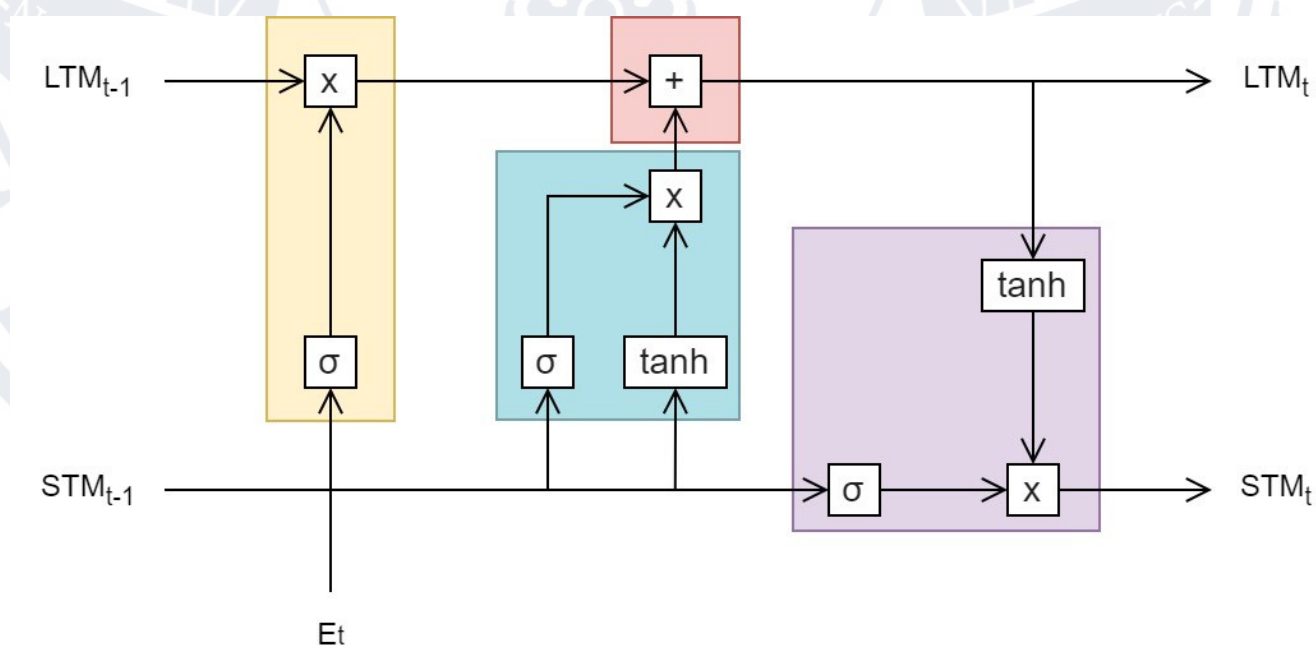 LTMt-1 x + LTMt
x
tanh
σ σ tanh
STMt-1 σ x STMt
Et